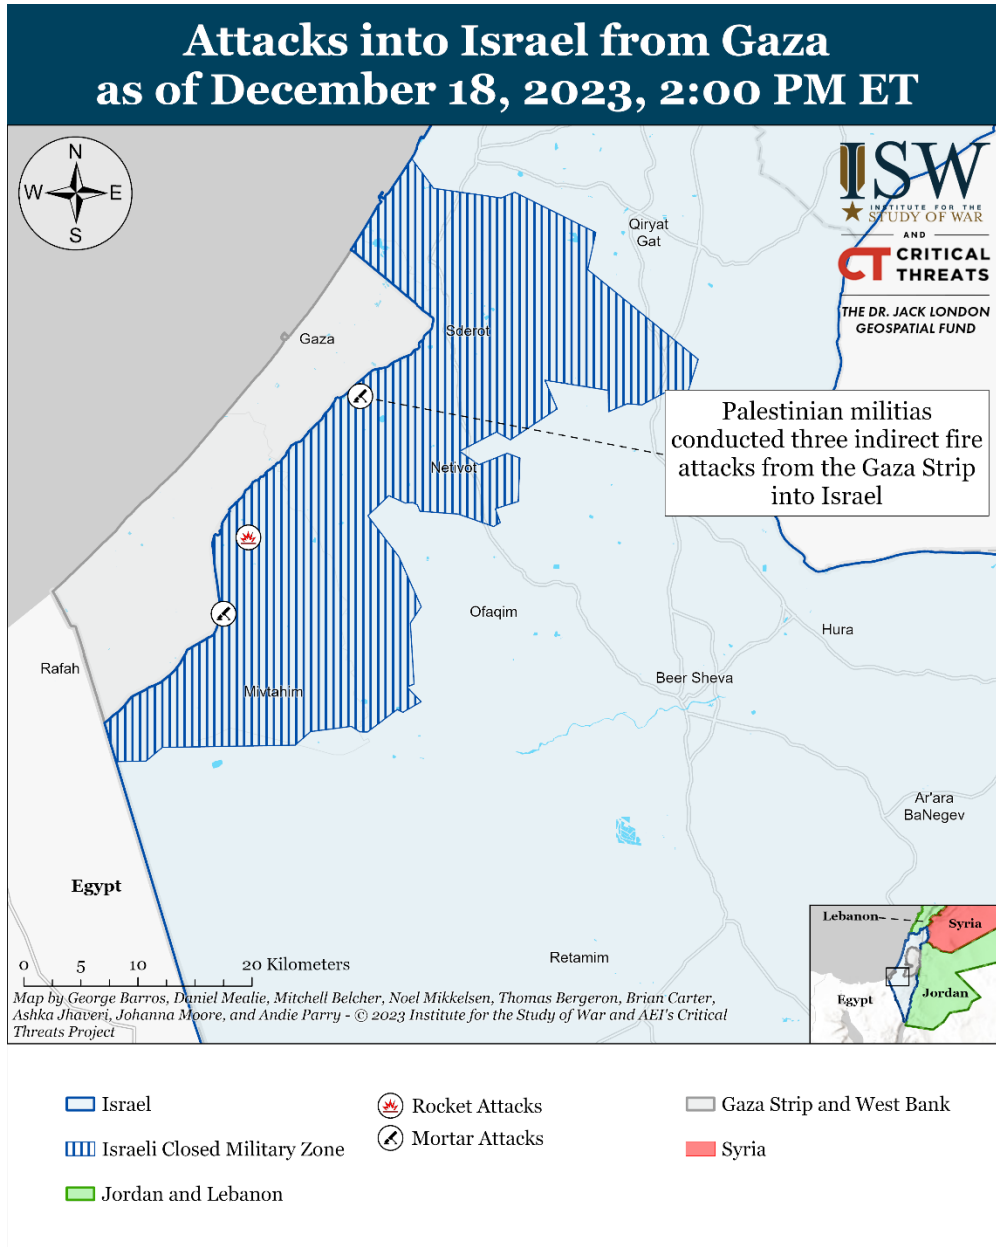 Attacks into Israel from Gaza
as of December 18, 2023, 2:00 PM ET
N
W
E
S
ISW
INSTITUTE FOR THE
STUDY OF WAR
AND
CT CRITICAL
THREATS
THE DR. JACK LONDON
GEOSPATIAL FUND
Qiryat
Gat
Gaza
Sderot
Palestinian militias
conducted three indirect fire
attacks from the Gaza Strip
into Israel
Netivot
Ofaqim
Hura
Rafah
Beer Sheva
Mivtahim
Ar'ara
BaNegev
Egypt
Retamim
Lebanon
Syria
Jordan
Egypt
0 5 10 20 Kilometers
Map by George Barros, Daniel Mealie, Mitchell Belcher, Noel Mikkelsen, Thomas Bergeron, Brian Carter,
Ashka Jhaveri, Johanna Moore, and Andie Parry - © 2023 Institute for the Study of War and AEI's Critical
Threats Project
Israel
Israeli Closed Military Zone
Jordan and Lebanon
Rocket Attacks
Mortar Attacks
Gaza Strip and West Bank
Syria